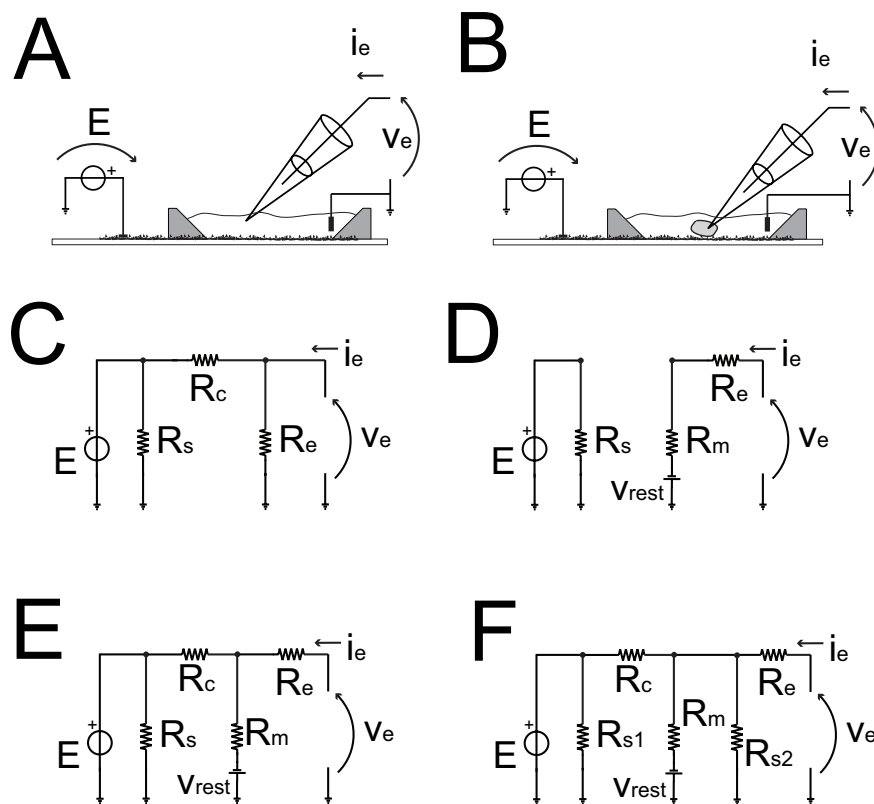 A
ie
E
+
ve
B
ie
E
+
ve
C
ie
Rc
+
E
Rs
Re
ve
D
ie
Re
+
E
Rs
Rm
ve
vrest
E
ie
Rc
Re
+
E
Rs
Rm
ve
vrest
F
ie
Rc
Re
+
E
Rs1
Rm
Rs2
ve
vrest